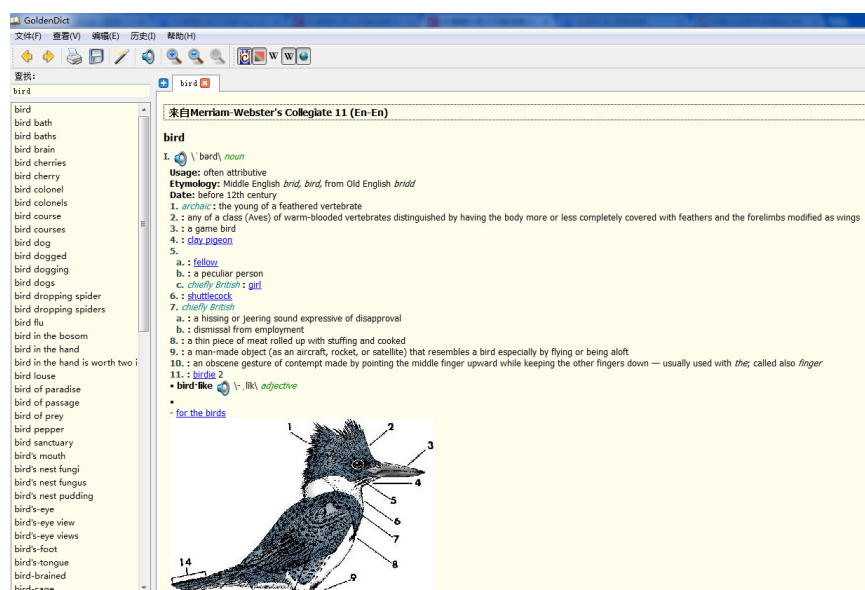 GoldenDict
文件(F) 查看(V) 编辑(E) 历史(I) 帮助(H)
W W
查找:
bird
bird
bird bath
bird baths
bird brain
bird cherries
bird cherry
bird colonel
bird colonels
bird course
bird courses
bird dog
bird dogged
bird dogging
bird dogs
bird dropping spider
bird dropping spiders
bird flu
bird in the bosom
bird in the hand
bird in the hand is worth two i
bird louse
bird of paradise
bird of passage
bird of prey
bird pepper
bird sanctuary
bird's mouth
bird's nest fungi
bird's nest fungus
bird's nest pudding
bird's-eye
bird's-eye view
bird's-eye views
bird's-foot
bird's-tongue
bird-brained
bird-cage
bird
来自Merriam-Webster's Collegiate 11 (En-En)
bird
I. \ˈbərd\ noun
Usage: often attributive
Etymology: Middle English brid, bird, from Old English bridd
Date: before 12th century
1. archaic : the young of a feathered vertebrate
2. : any of a class (Aves) of warm-blooded vertebrates distinguished by having the body more or less completely covered with feathers and the forelimbs modified as wings
3. : a game bird
4. : clay pigeon
5.
a. : fellow
b. : a peculiar person
c. chiefly British : girl
6. : shuttlecock
7. chiefly British
a. : a hissing or jeering sound expressive of disapproval
b. : dismissal from employment
8. : a thin piece of meat rolled up with stuffing and cooked
9. : a man-made object (as an aircraft, rocket, or satellite) that resembles a bird especially by flying or being aloft
10. : an obscene gesture of contempt made by pointing the middle finger upward while keeping the other fingers down — usually used with the; called also finger
11. : birdie 2
• bird·like \-ˌlīk\ adjective
•
- for the birds
1 2
3
4
5
6
7
8
14
9